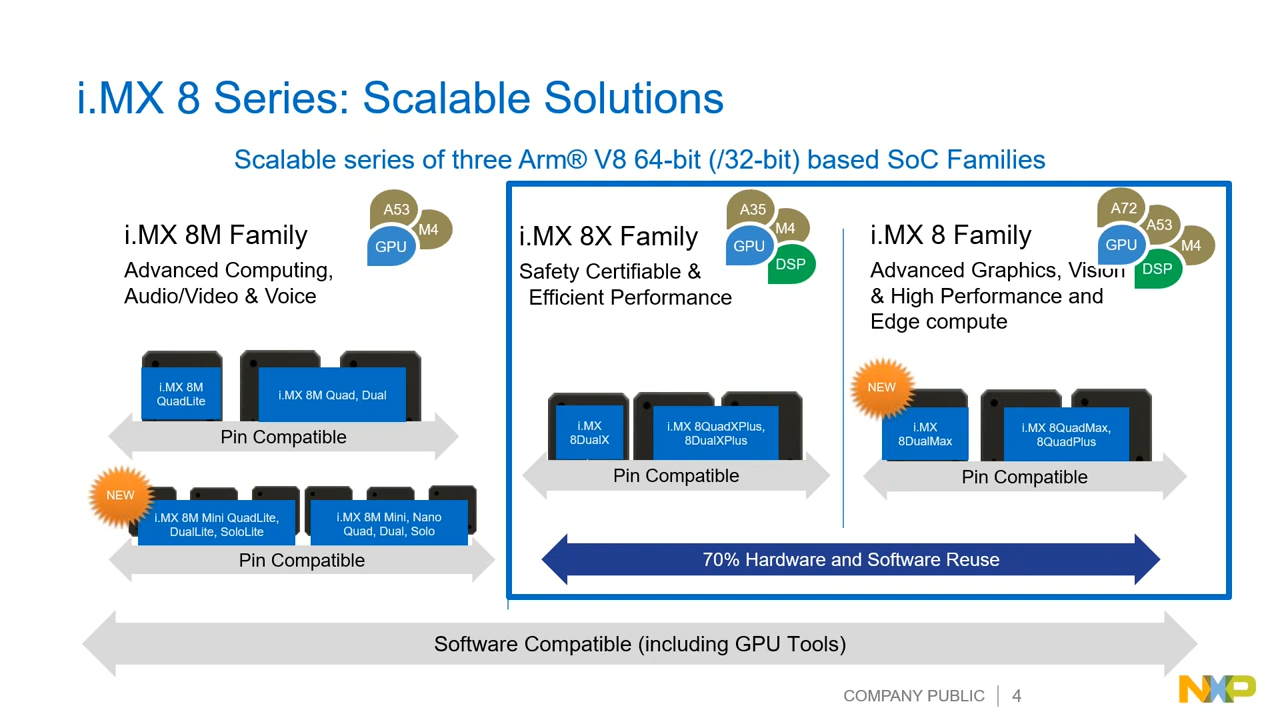 i.MX 8 Series: Scalable Solutions
Scalable series of three Arm® V8 64-bit (/32-bit) based SoC Families
i.MX 8M Family
Advanced Computing,
Audio/Video & Voice
A53
M4
GPU
i.MX 8M
QuadLite
i.MX 8M Quad, Dual
Pin Compatible
NEW
i.MX 8M Mini QuadLite,
DualLite, SoloLite
i.MX 8M Mini, Nano
Quad, Dual, Solo
Pin Compatible
i.MX 8X Family
Safety Certifiable &
Efficient Performance
A35
M4
GPU
DSP
i.MX
8DualX
i.MX 8QuadXPlus,
8DualXPlus
Pin Compatible
i.MX 8 Family
Advanced Graphics, Vision
& High Performance and
Edge compute
A72
A53
GPU
M4
DSP
NEW
i.MX
8DualMax
i.MX 8QuadMax,
8QuadPlus
Pin Compatible
70% Hardware and Software Reuse
Software Compatible (including GPU Tools)
COMPANY PUBLIC
4
NXP